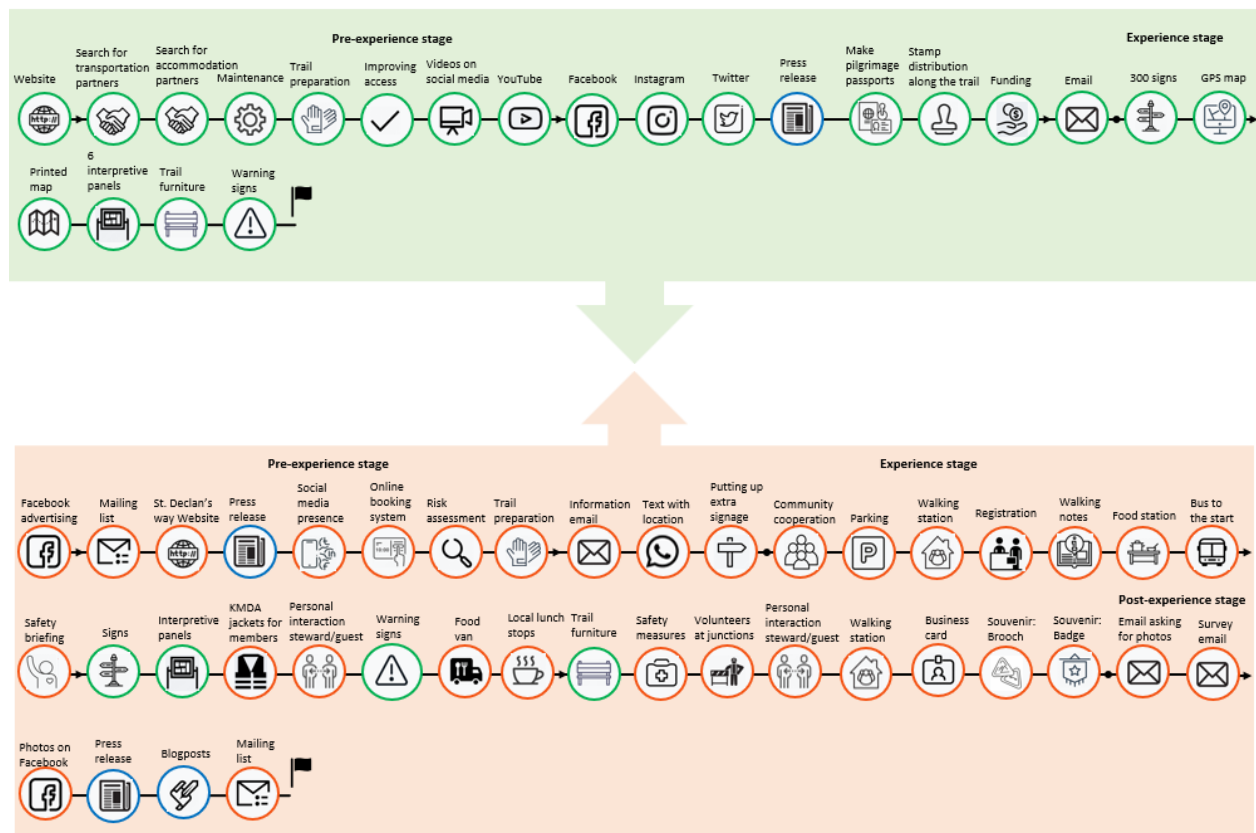 Pre-experience stage
Experience stage
Website
Search for
transportation
partners
Search for
accommodation
partners
Maintenance
Trail
preparation
Improving
access
Videos on
social media
YouTube
Facebook
Instagram
Twitter
Press
release
Make
pilgrimage
passports
Stamp
distribution
along the trail
Funding
Email
300 signs
GPS map
http://
Printed
map
6
interpretive
panels
Trail
furniture
Warning
signs
Pre-experience stage
Experience stage
Facebook
advertising
Mailing
list
St. Declan's
way Website
Press
release
Social
media
presence
Online
booking
system
Risk
assessment
Trail
preparation
Information
email
Text with
location
Putting up
extra
signage
Community
cooperation
Parking
Walking
station
Registration
Walking
notes
Food station
Bus to
the start
http://
P
Post-experience stage
Safety
briefing
Signs
Interpretive
panels
KMDA
jackets for
members
Personal
interaction
steward/guest
Warning
signs
Food
van
Local lunch
stops
Trail
furniture
Safety
measures
Volunteers
at junctions
Personal
interaction
steward/guest
Walking
station
Business
card
Souvenir:
Brooch
Souvenir:
Badge
Email asking
for photos
Survey
email
Photos on
Facebook
Press
release
Blogposts
Mailing
list